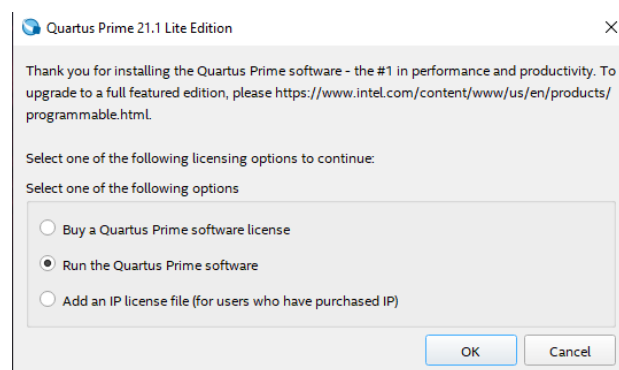 Quartus Prime 21.1 Lite Edition
Thank you for installing the Quartus Prime software - the #1 in performance and productivity. To
upgrade to a full featured edition, please https://www.intel.com/content/www/us/en/products/
programmable.html.
Select one of the following licensing options to continue:
Select one of the following options
Buy a Quartus Prime software license
Run the Quartus Prime software
Add an IP license file (for users who have purchased IP)
OK Cancel